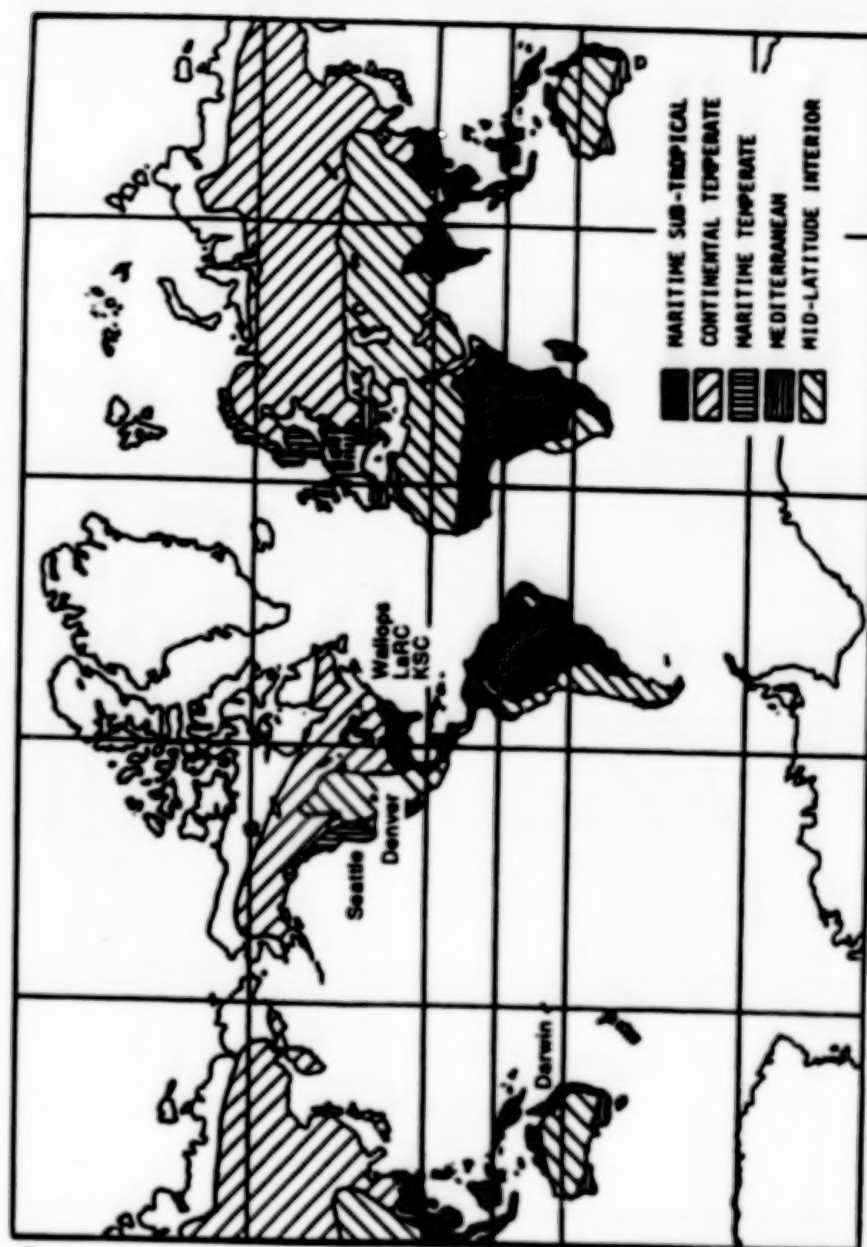 Wallops
LaRC
KSC
Seattle
Denver
Darwin
MARITIME SUB-TROPICAL
CONTINENTAL TEMPERATE
MARITIME TEMPERATE
MEDITERRANEAN
MID-LATITUDE INTERIOR